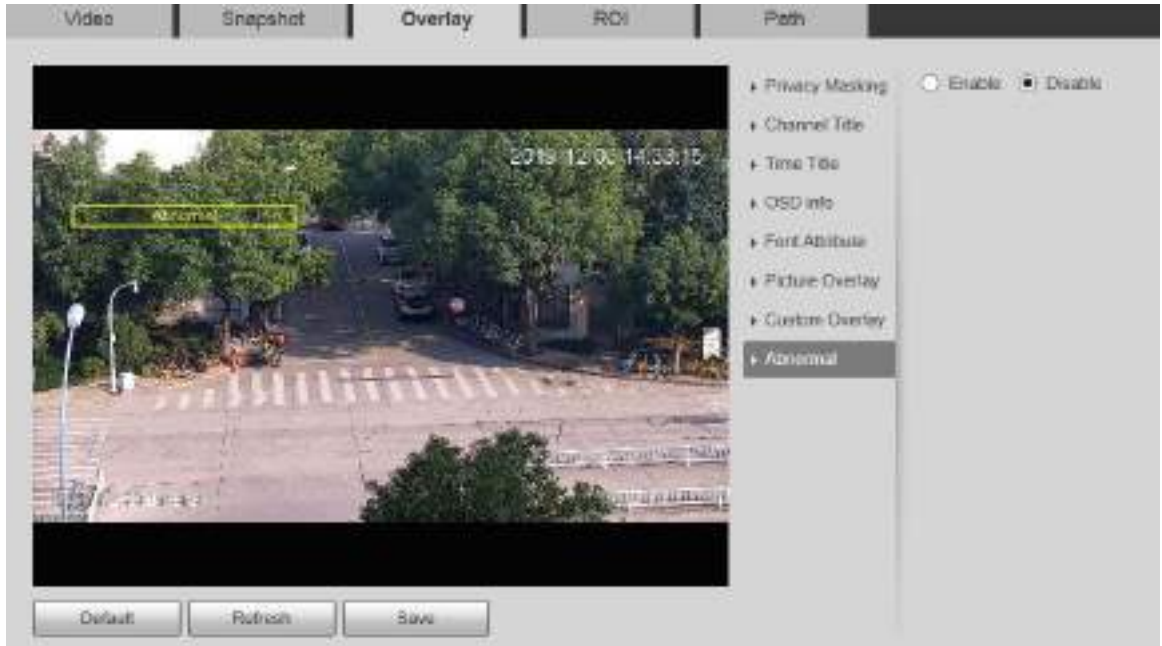 Video Snapshot Overlay ROI Path
Privacy Masking
Enable Disable
Channel Title
Time Title
OSD info
Font Attribute
Picture Overlay
Custom Overlay
Abnormal
Abnormal
Default Refresh Save